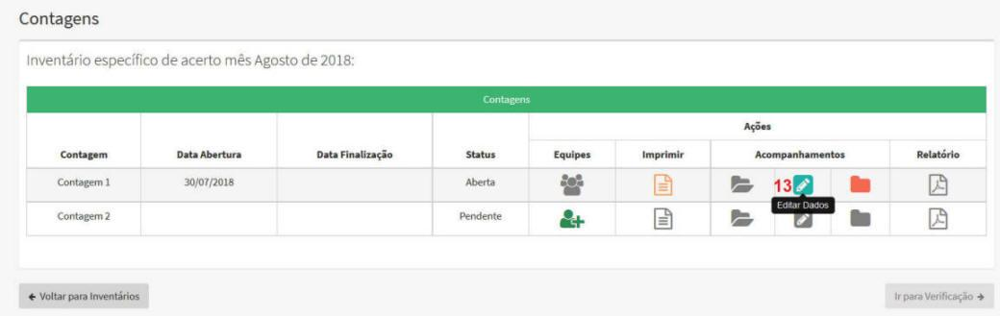 Contagens
Inventário específico de acerto mês Agosto de 2018:
Contagens
Ações
Contagem Data Abertura Data Finalização Status Equipes Imprimir Acompanhamentos Relatório
Contagem 1 30/07/2018 Aberta 13
Editar Dados
Contagem 2 Pendente
Voltar para Inventários Ir para Verificação